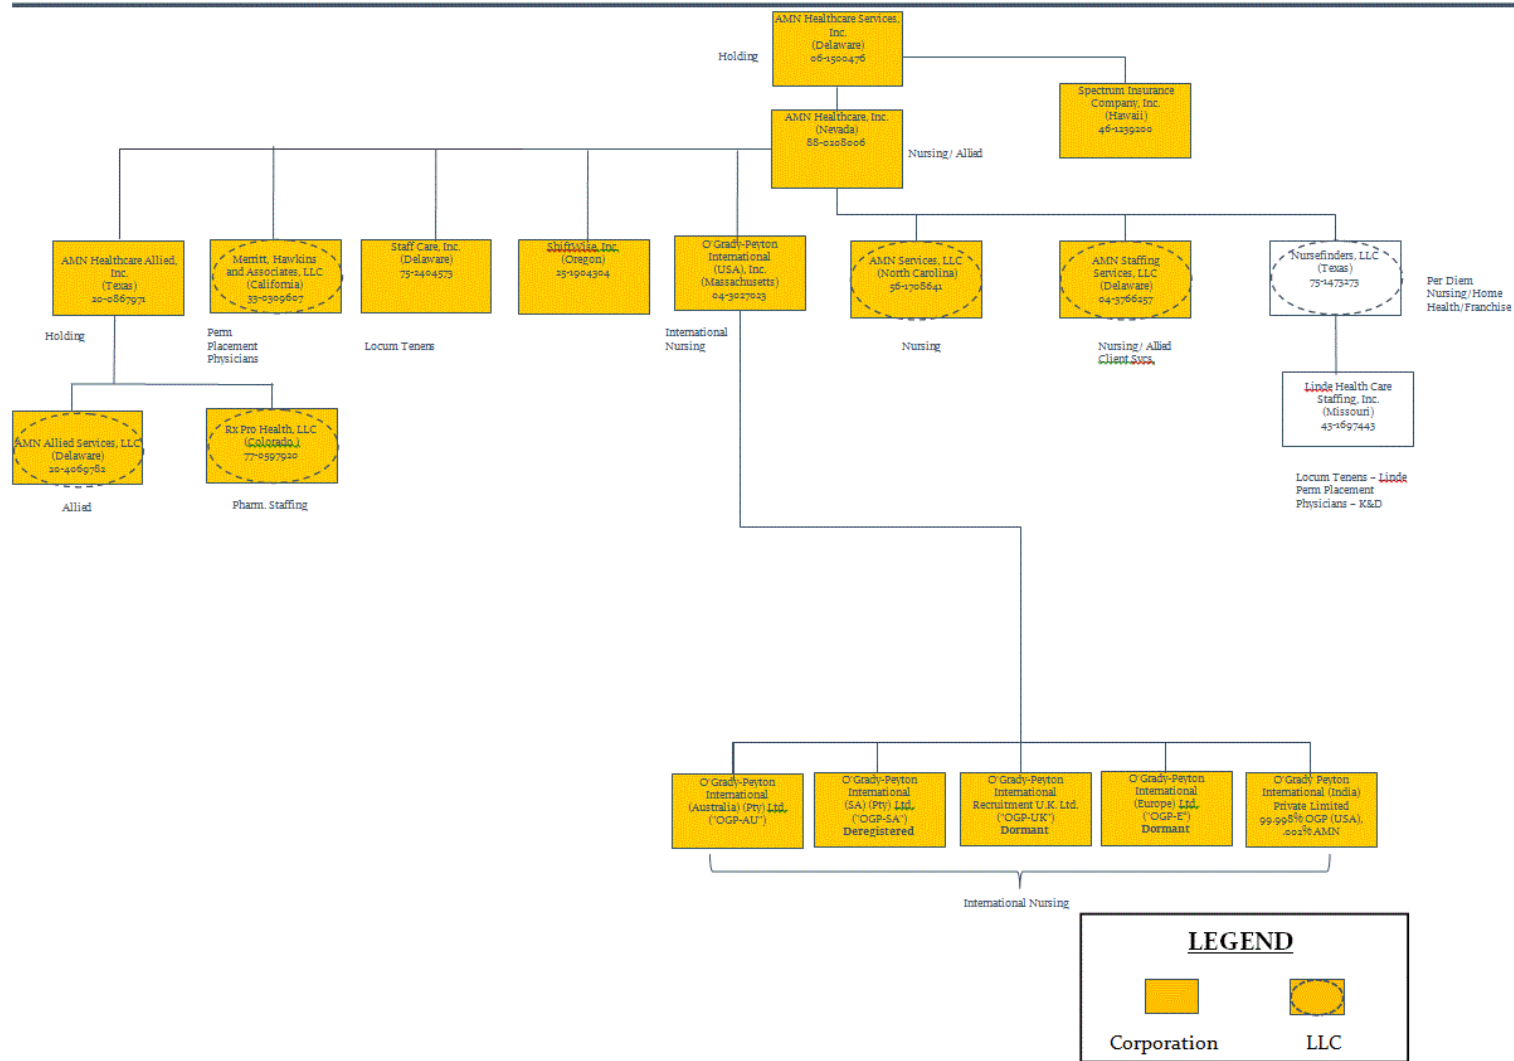 AMN Healthcare Services,
Inc.
(Delaware)
06-1500476
Holding
Spectrum Insurance
Company, Inc.
(Hawaii)
46-1239200
AMN Healthcare, Inc.
(Nevada)
88-0208006
Nursing/ Allied
AMN Healthcare Allied,
Inc.
(Texas)
20-0867971
Holding
Merritt, Hawkins
and Associates, LLC
(California)
33-0309607
Perm
Placement
Physicians
Staff Care, Inc.
(Delaware)
75-2404573
Locum Tenens
ShiftWise, Inc.
(Oregon)
25-1904304
O'Grady-Peyton
International
(USA), Inc.
(Massachusetts)
04-3027023
International
Nursing
AMN Services, LLC
(North Carolina)
56-1708641
Nursing
AMN Staffing
Services, LLC
(Delaware)
04-3766257
Nursing/ Allied
Client Svcs.
Nursefinders, LLC
(Texas)
75-1473273
Per Diem
Nursing/Home
Health/Franchise
AMN Allied Services, LLC
(Delaware)
20-4069782
Allied
Rx Pro Health, LLC
(Colorado )
77-0597920
Pharm. Staffing
Linde Health Care
Staffing, Inc.
(Missouri)
43-1697443
Locum Tenens – Linde
Perm Placement
Physicians – K&D
O'Grady-Peyton
International
(Australia) (Pty) Ltd.
("OGP-AU")
O'Grady-Peyton
International
(SA) (Pty) Ltd.
("OGP-SA")
Deregistered
O'Grady-Peyton
International
Recruitment U.K. Ltd.
("OGP-UK")
Dormant
O'Grady-Peyton
International
(Europe) Ltd.
("OGP-E")
Dormant
O'Grady Peyton
International (India)
Private Limited
99.998% OGP (USA),
.002% AMN
International Nursing
LEGEND
Corporation
LLC